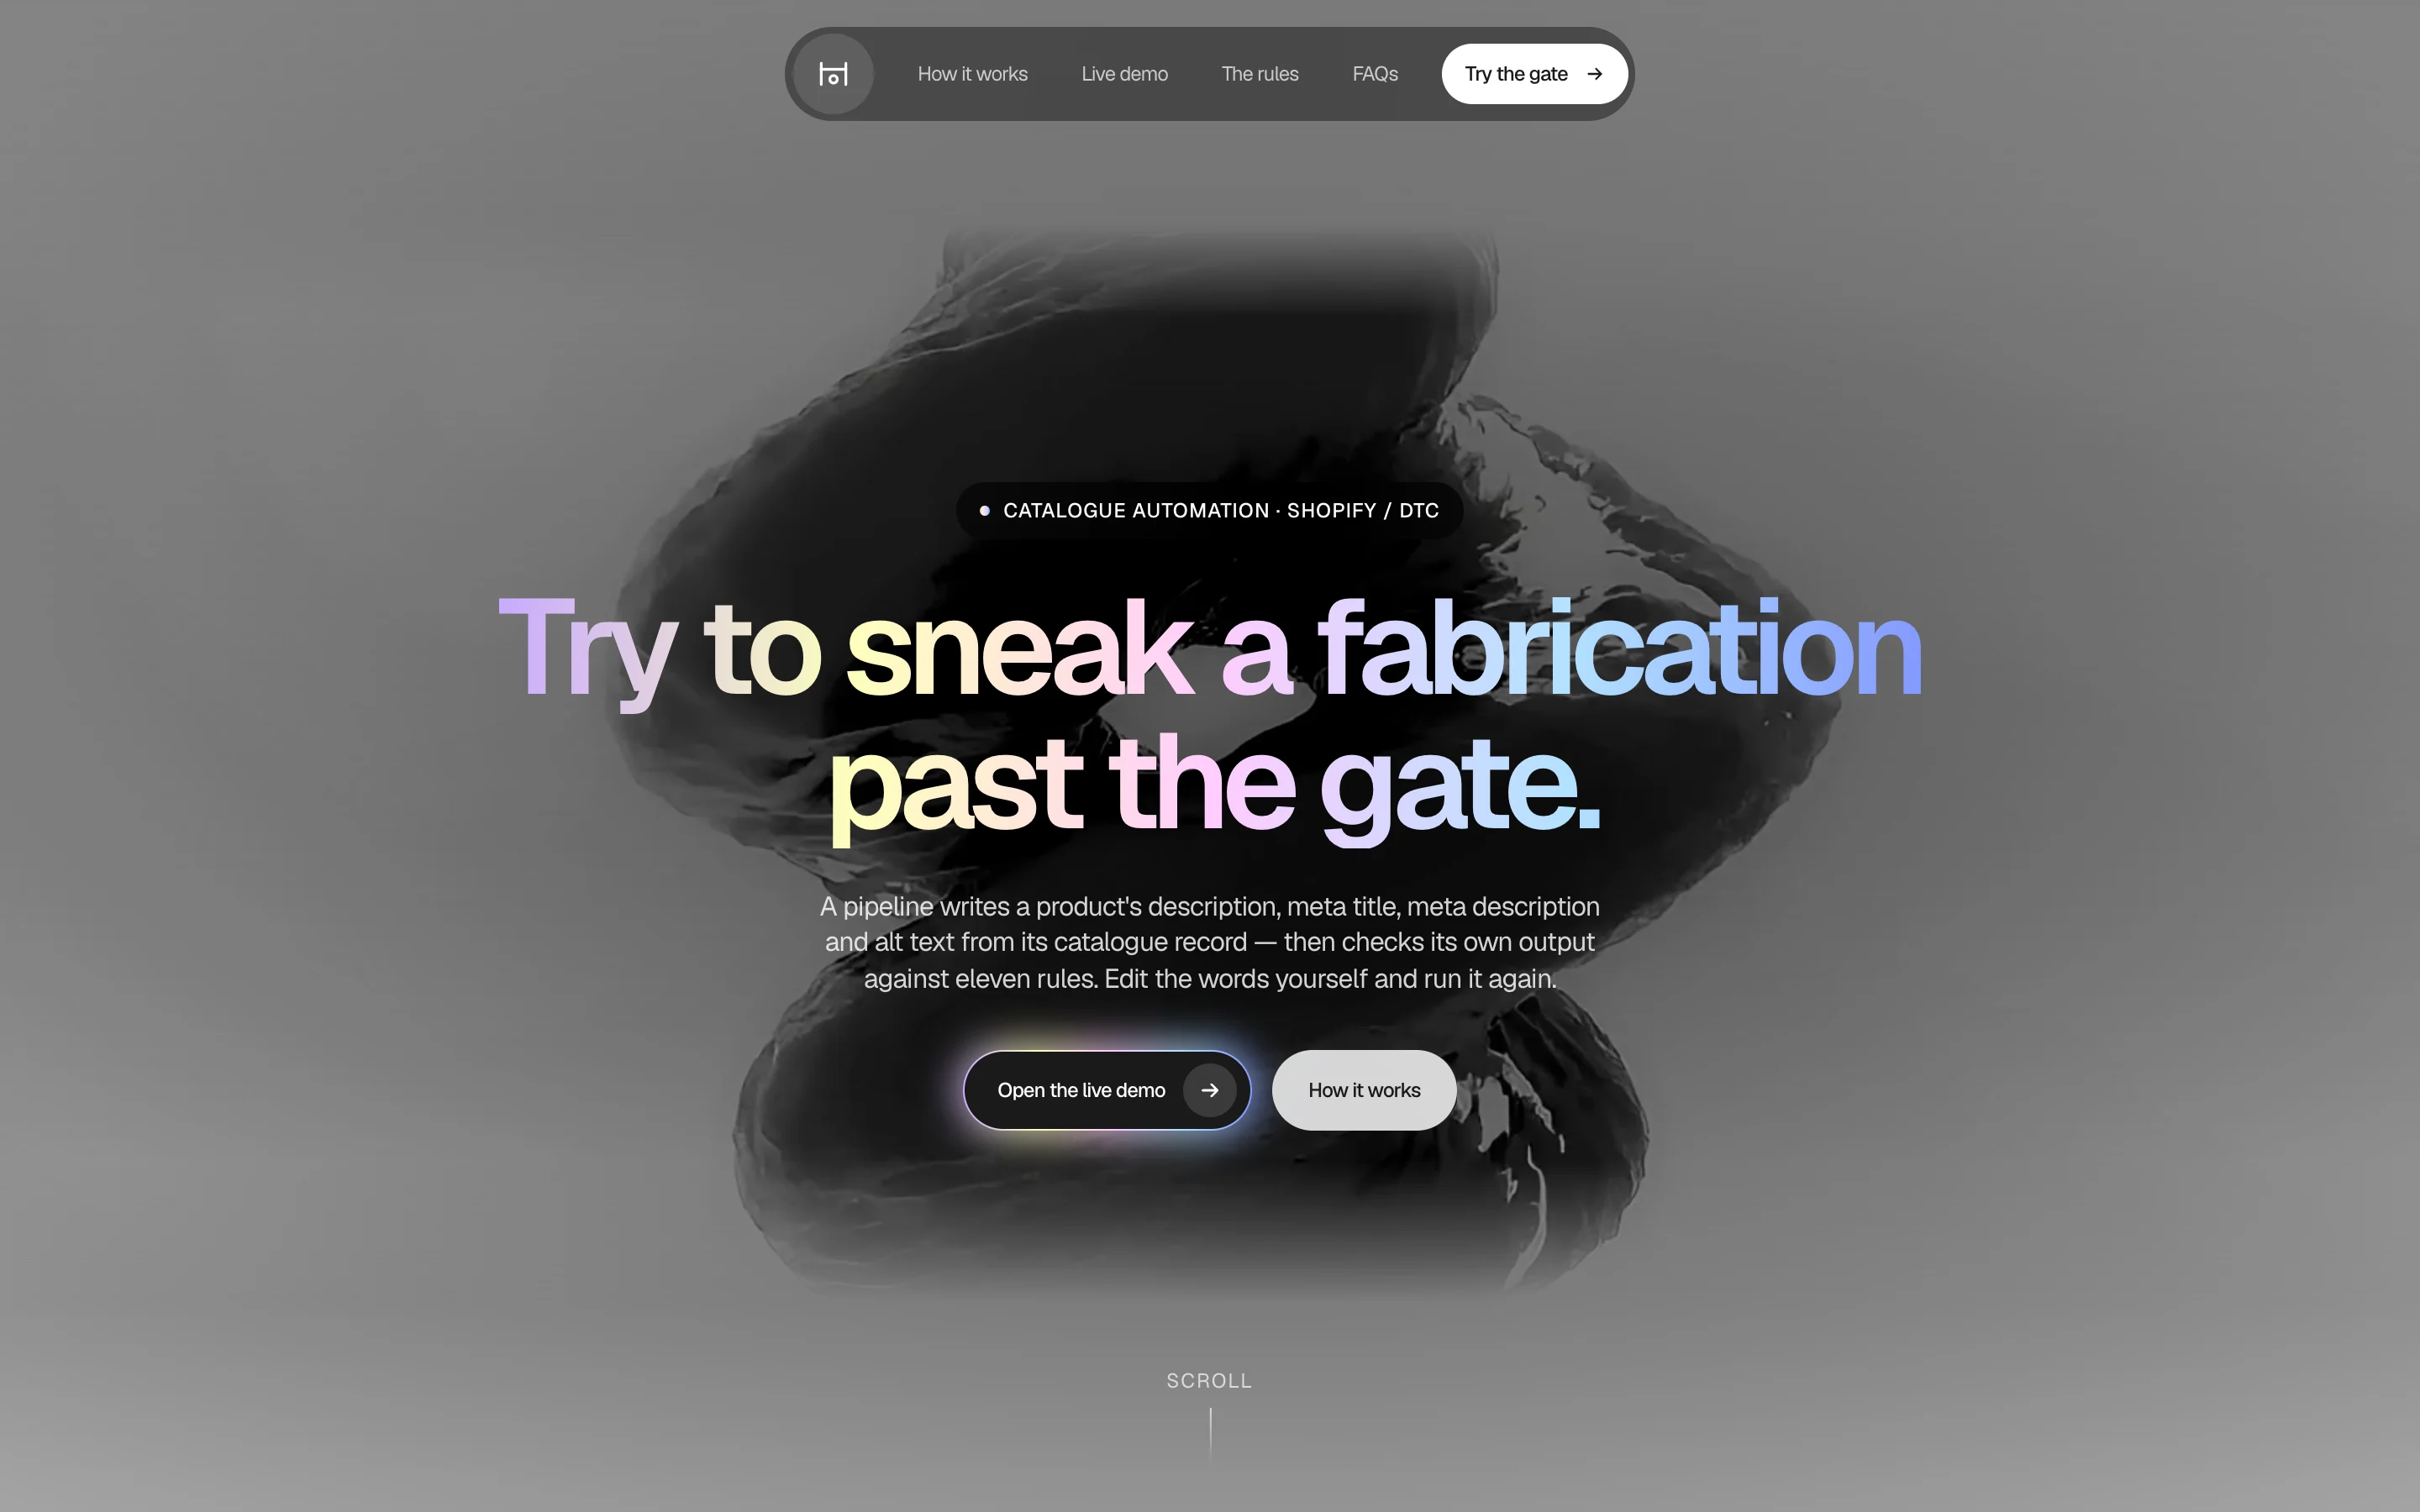 How it works
Live demo
The rules
FAQs
Try the gate →
CATALOGUE AUTOMATION · SHOPIFY / DTC
Try to sneak a fabrication
past the gate.
A pipeline writes a product's description, meta title, meta description
and alt text from its catalogue record — then checks its own output
against eleven rules. Edit the words yourself and run it again.
Open the live demo →
How it works
SCROLL